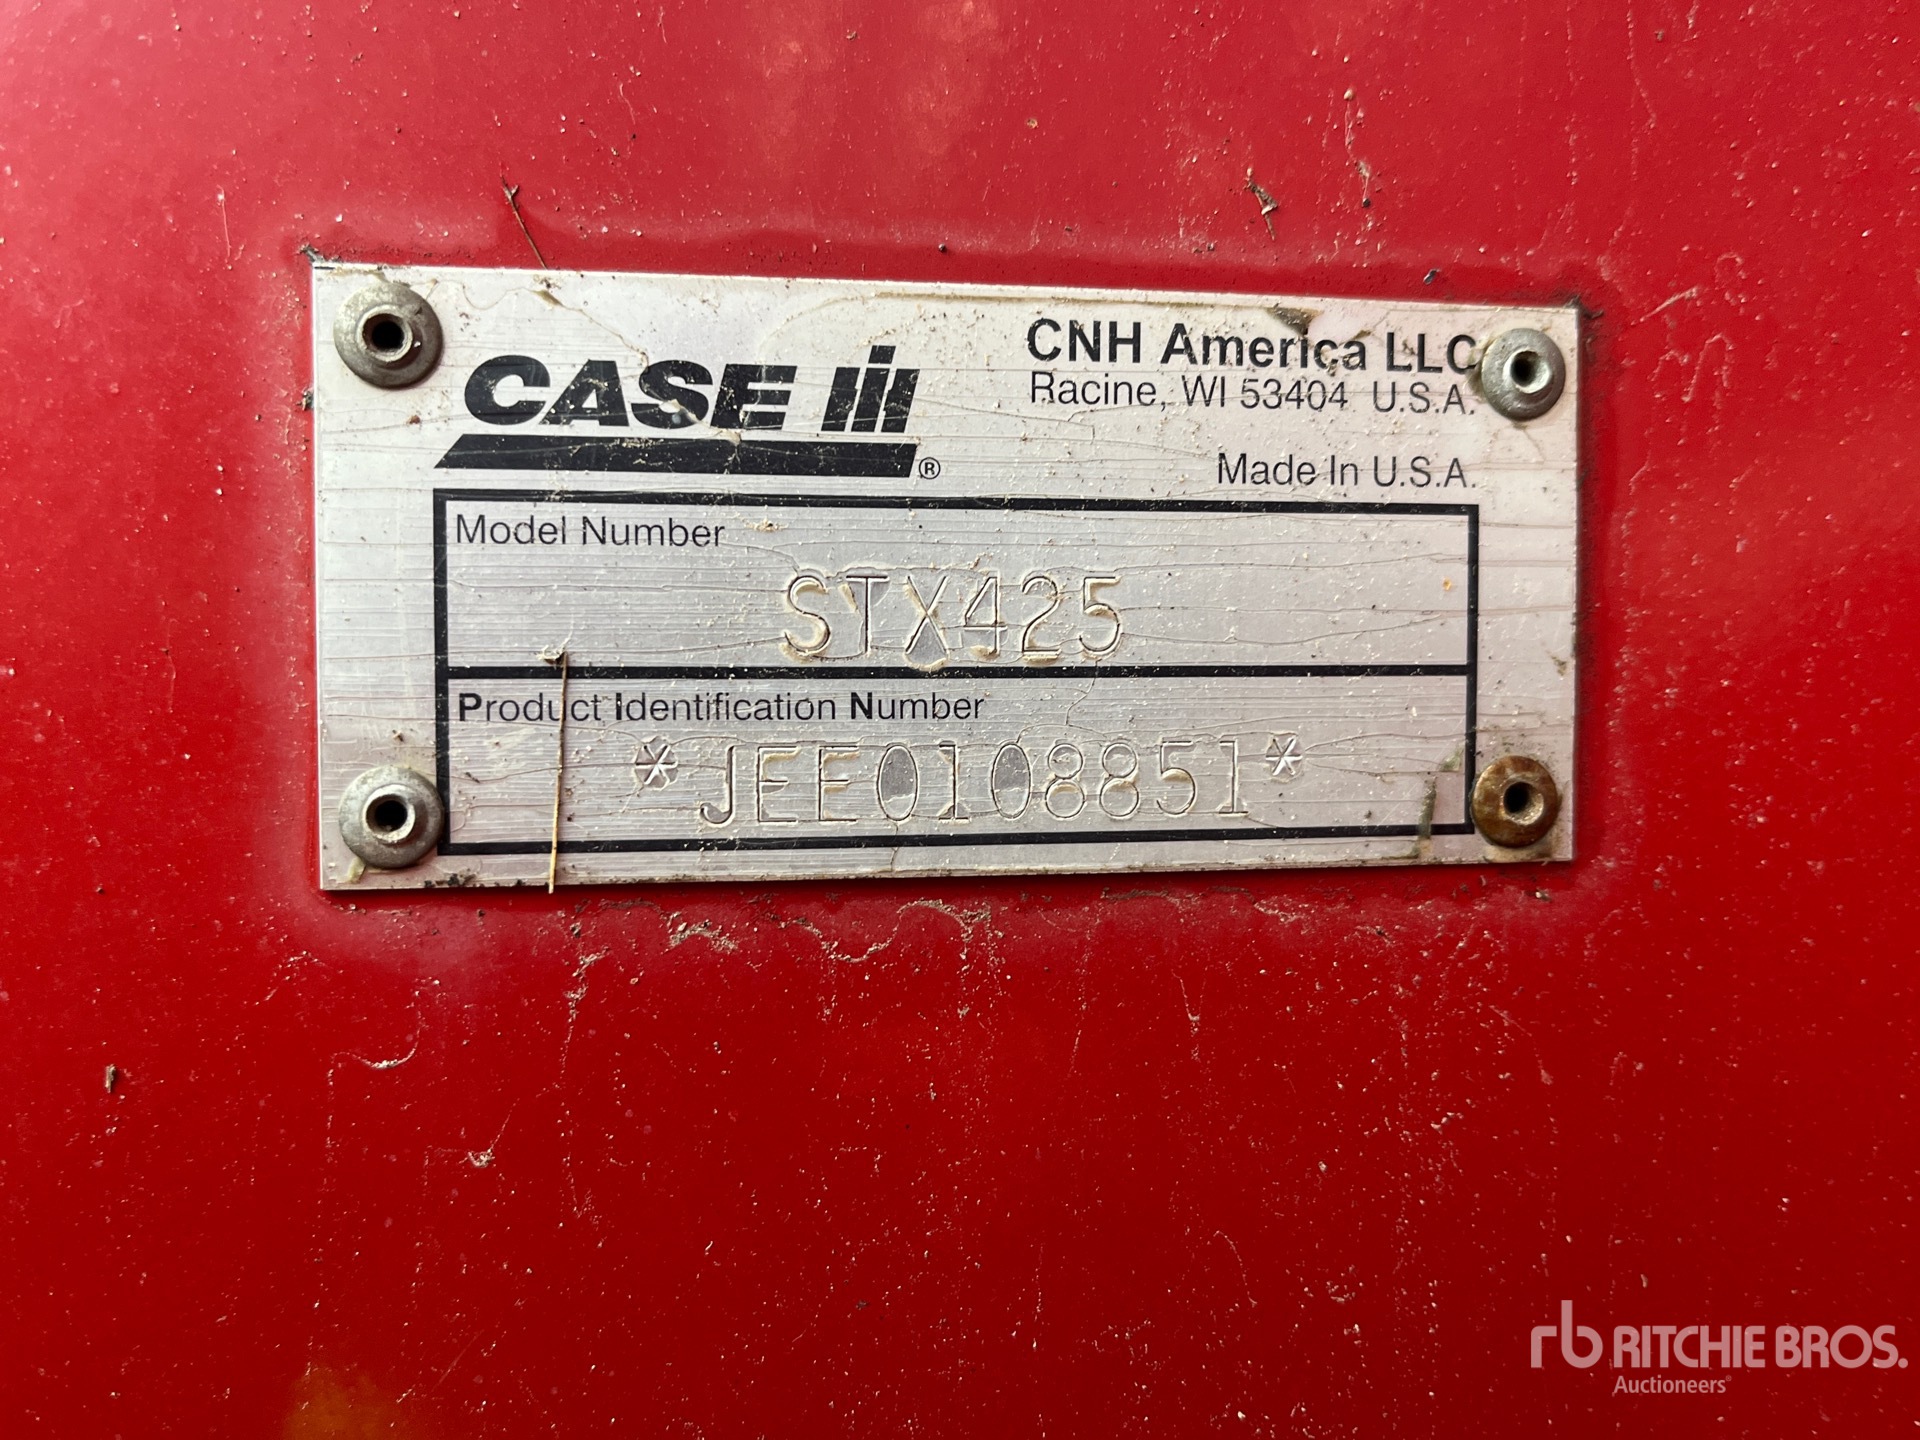 CASE IH ®
CNH America LLC
Racine, WI 53404 U.S.A.
Made In U.S.A.
Model Number
STX425
Product Identification Number
*JEE0108851*
rb RITCHIE BROS.
Auctioneers